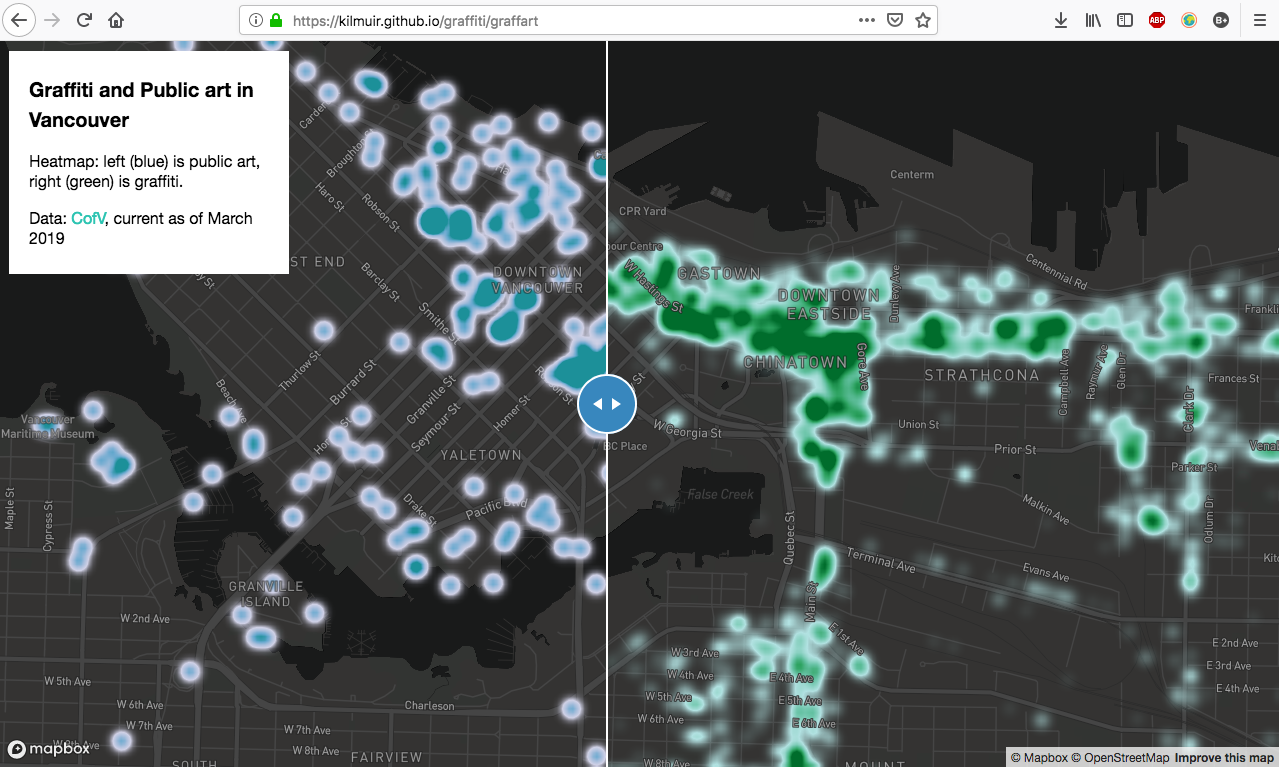 https://kilmuir.github.io/graffiti/graffart
ABP
B+
Graffiti and Public art in
Vancouver
Heatmap: left (blue) is public art,
right (green) is graffiti.
Data: CofV, current as of March
2019
Broughton
Haro St
Robson St
ST END
Barclay St
Smithe St
DOWNTOWN
VANCOUVER
Thurlow St
Burrard St
Beach Ave
Granville St
Seymour St
Homer St
YALETOWN
Vancouver
Maritime Museum
Maple St
Cypress St
Drake St
Pacific Blvd
GRANVILLE
ISLAND
W 2nd Ave
W 5th Ave
W 6th Ave
W 7th Ave
Charleson
W 7th Ave
W 8th Ave
FAIRVIEW
SOUTH
mapbox
Centerm
CPR Yard
our Centre
W Hastings St
GASTOWN
DOWNTOWN
EASTSIDE
Dunlevy Ave
Centennial Rd
Franklin
CHINATOWN
Gore Ave
STRATHCONA
Campbell Ave
Raymur Ave
Glen Dr
Frances St
Clark Dr
Union St
W Georgia St
BC Place
Prior St
Venab
Parker St
False Creek
Malkin Ave
Odlum Dr
Quebec St
Terminal Ave
Evans Ave
Main St
E 1st Ave
W 3rd Ave
W 4th Ave
W 5th Ave
W 6th Ave
W 8th Ave
E 4th Ave
E 5th Ave
E 6th Ave
E 2nd Ave
E 3rd Ave
E 4th Ave
MOUNT
© Mapbox © OpenStreetMap Improve this map